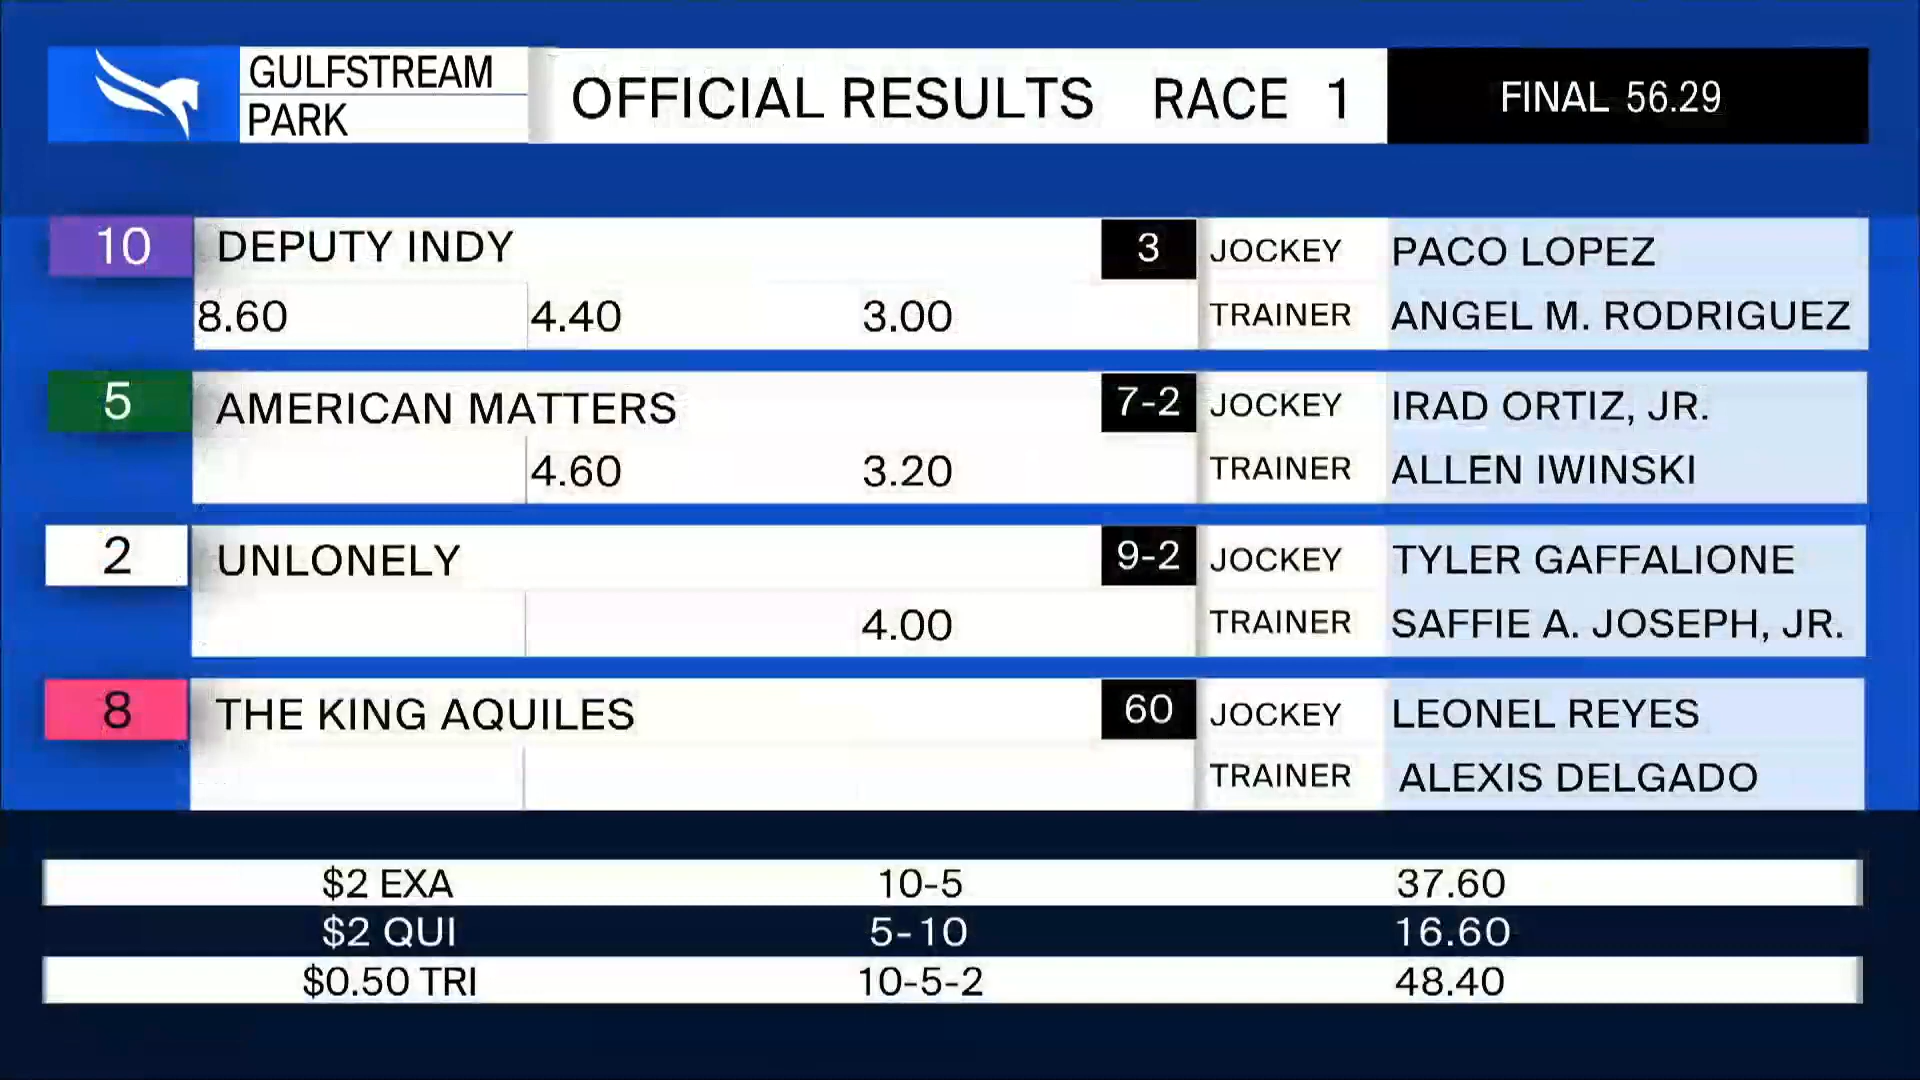 GULFSTREAM
PARK
OFFICIAL RESULTS RACE 1
FINAL 56.29
10 DEPUTY INDY 3 JOCKEY PACO LOPEZ
8.60 4.40 3.00 TRAINER ANGEL M. RODRIGUEZ
5 AMERICAN MATTERS 7-2 JOCKEY IRAD ORTIZ, JR.
4.60 3.20 TRAINER ALLEN IWINSKI
2 UNLONELY 9-2 JOCKEY TYLER GAFFALIONE
4.00 TRAINER SAFFIE A. JOSEPH, JR.
8 THE KING AQUILES 60 JOCKEY LEONEL REYES
TRAINER ALEXIS DELGADO
$2 EXA 10-5 37.60
$2 QUI 5-10 16.60
$0.50 TRI 10-5-2 48.40